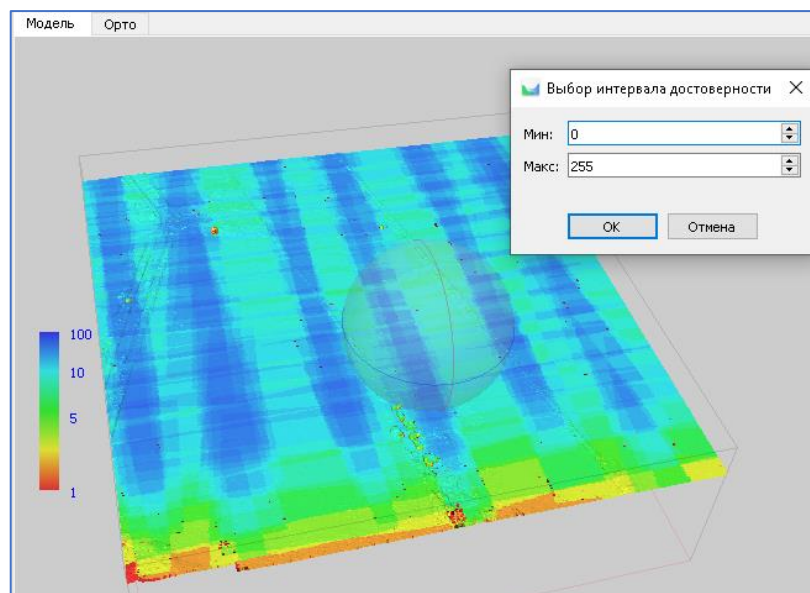 Модель Орто
Выбор интервала достоверности
Мин: 0
Макс: 255
OK Отмена
100
10
5
1